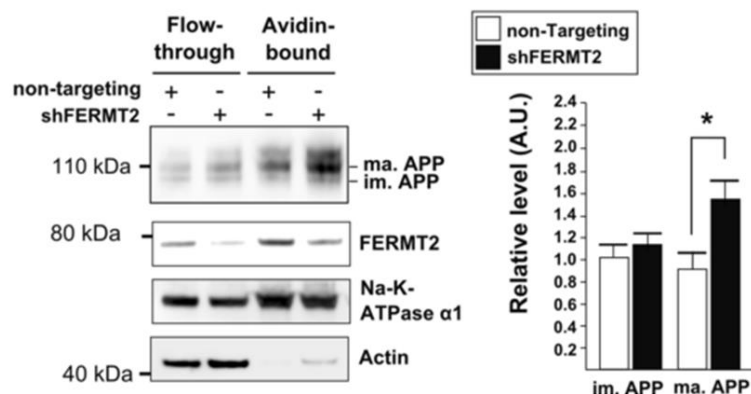 Flow-
through
Avidin-
bound
non-targeting + - + -
shFERMT2 - + - +
110 kDa
ma. APP
im. APP
80 kDa
FERMT2
Na-K-
ATPase α1
Actin
40 kDa
non-Targeting
shFERMT2
Relative level (A.U.)
2.4
2.2
2.0
1.8
1.6
1.4
1.2
1.0
0.8
0.6
0.4
0.2
*
im. APP
ma. APP